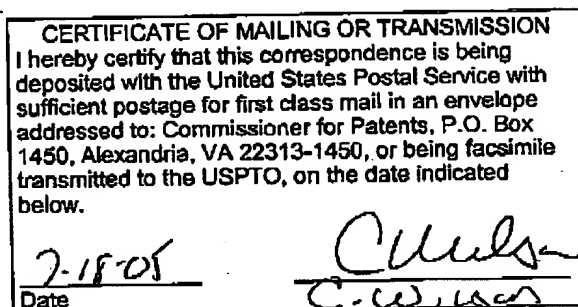 CERTIFICATE OF MAILING OR TRANSMISSION
I hereby certify that this correspondence is being
deposited with the United States Postal Service with
sufficient postage for first class mail in an envelope
addressed to: Commissioner for Patents, P.O. Box
1450, Alexandria, VA 22313-1450, or being facsimile
transmitted to the USPTO, on the date indicated
below.
7-18-05
Date
C. Wilson